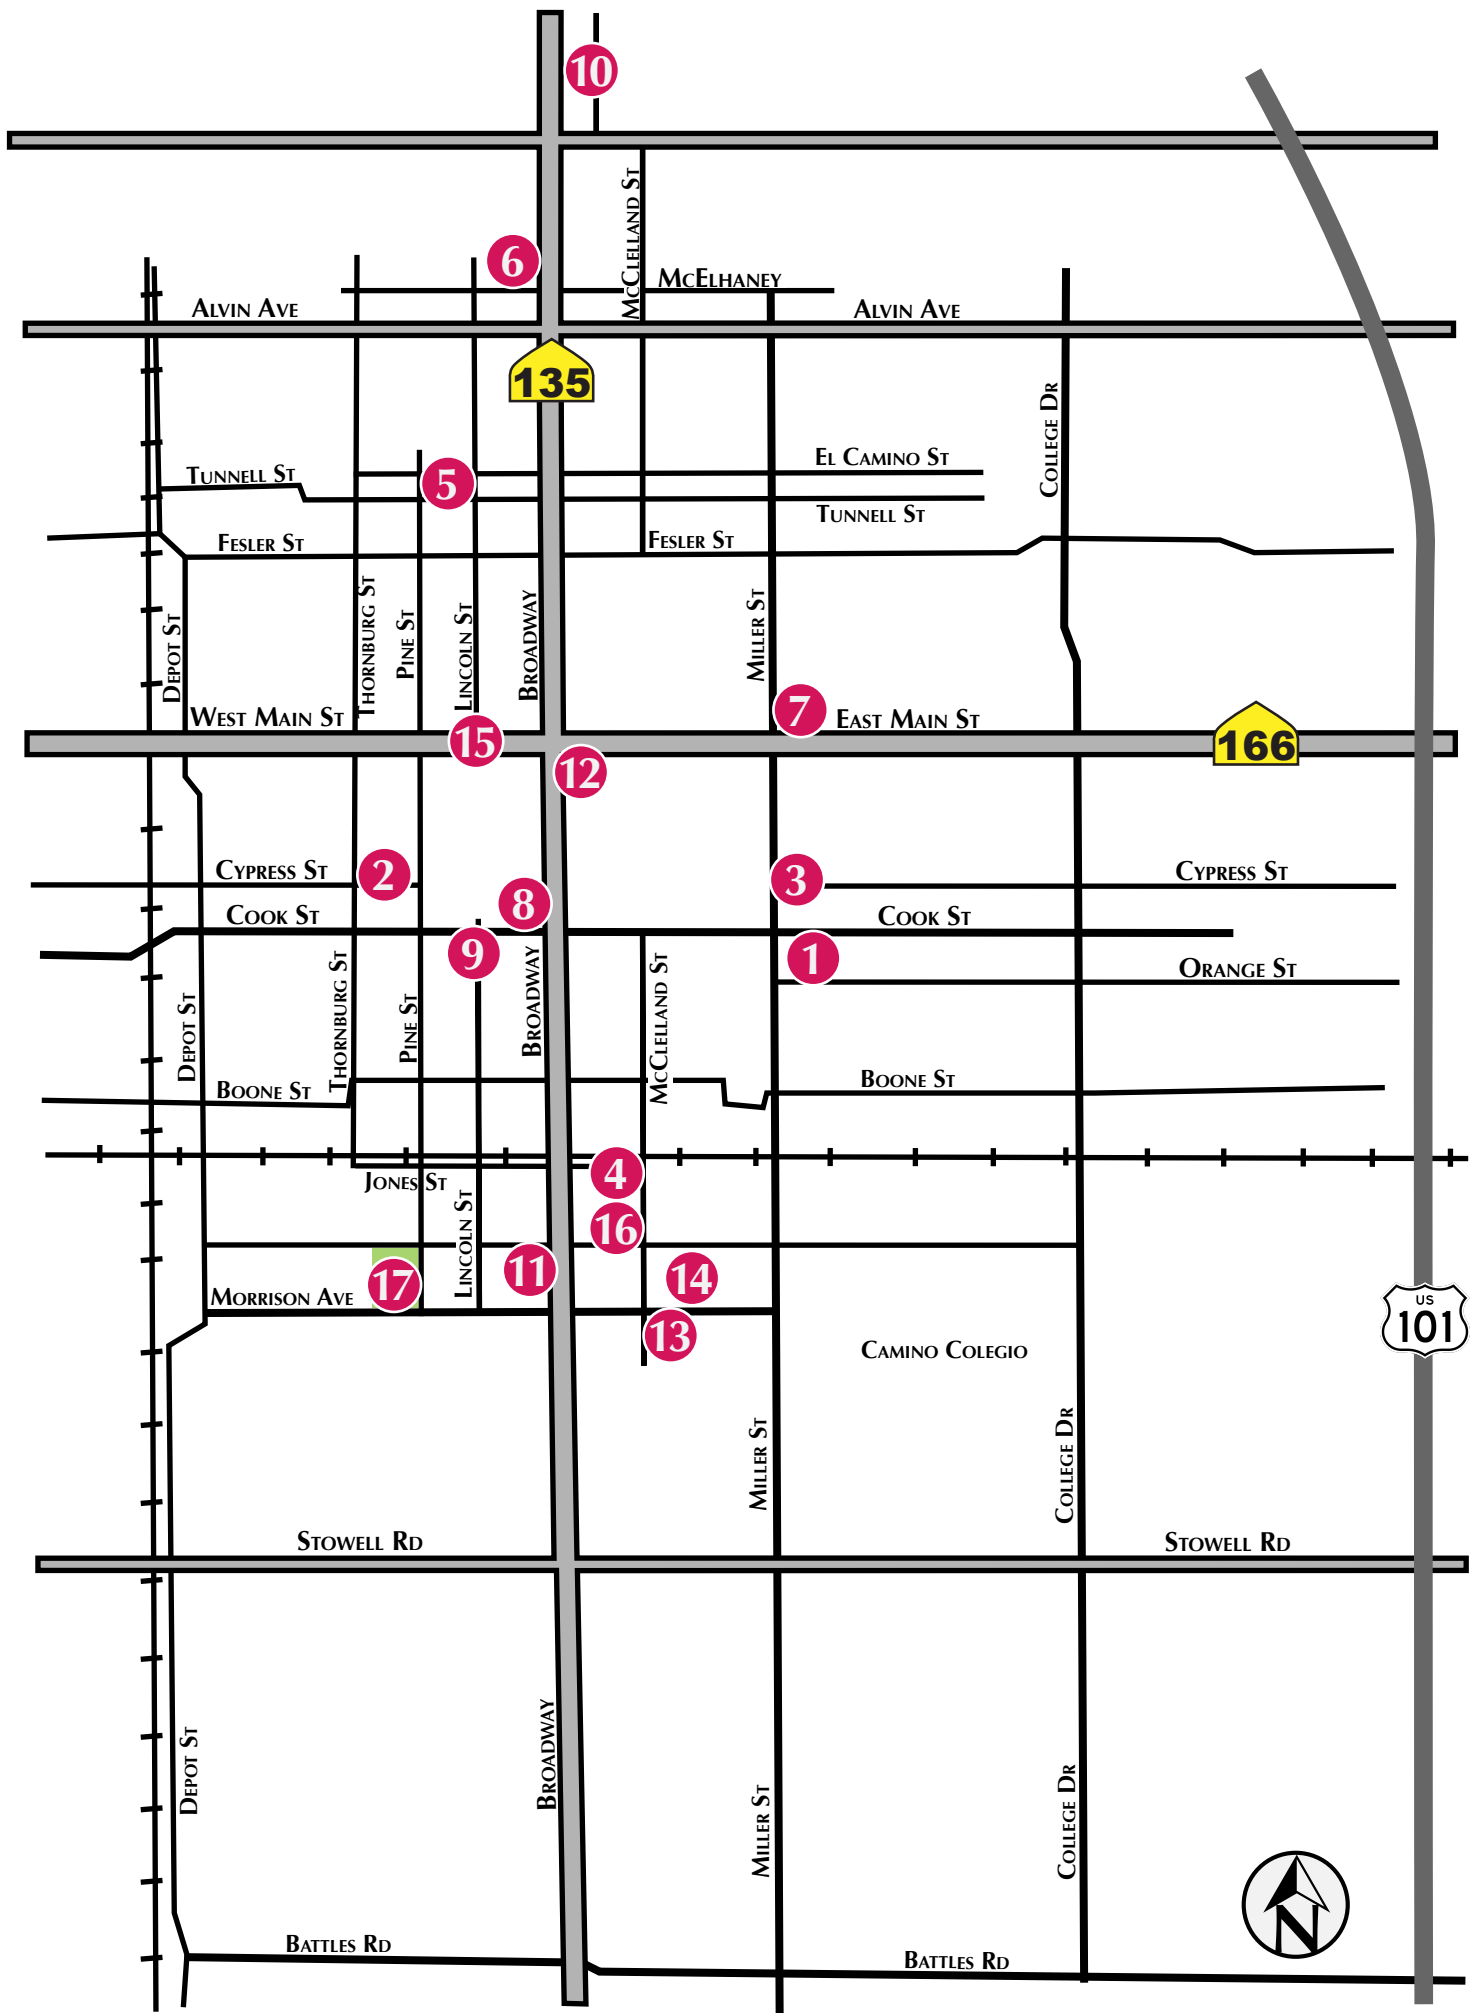 10
McClelland St
6
McElhaney
Alvin Ave
Alvin Ave
135
College Dr
El Camino St
Tunnell St
5
Tunnell St
Fesler St
Fesler St
Depot St
Thornburg St
Pine St
Lincoln St
Broadway
Miller St
West Main St
15
7
East Main St
166
12
Cypress St
2
3
Cypress St
8
Cook St
Cook St
9
1
Orange St
Depot St
Thornburg St
Pine St
Broadway
McClelland St
Boone St
Boone St
4
Jones St
16
Lincoln St
11
14
17
Morrison Ave
13
US
101
Camino Colegio
Miller St
College Dr
Stowell Rd
Stowell Rd
Depot St
Broadway
Miller St
College Dr
N
Battles Rd
Battles Rd